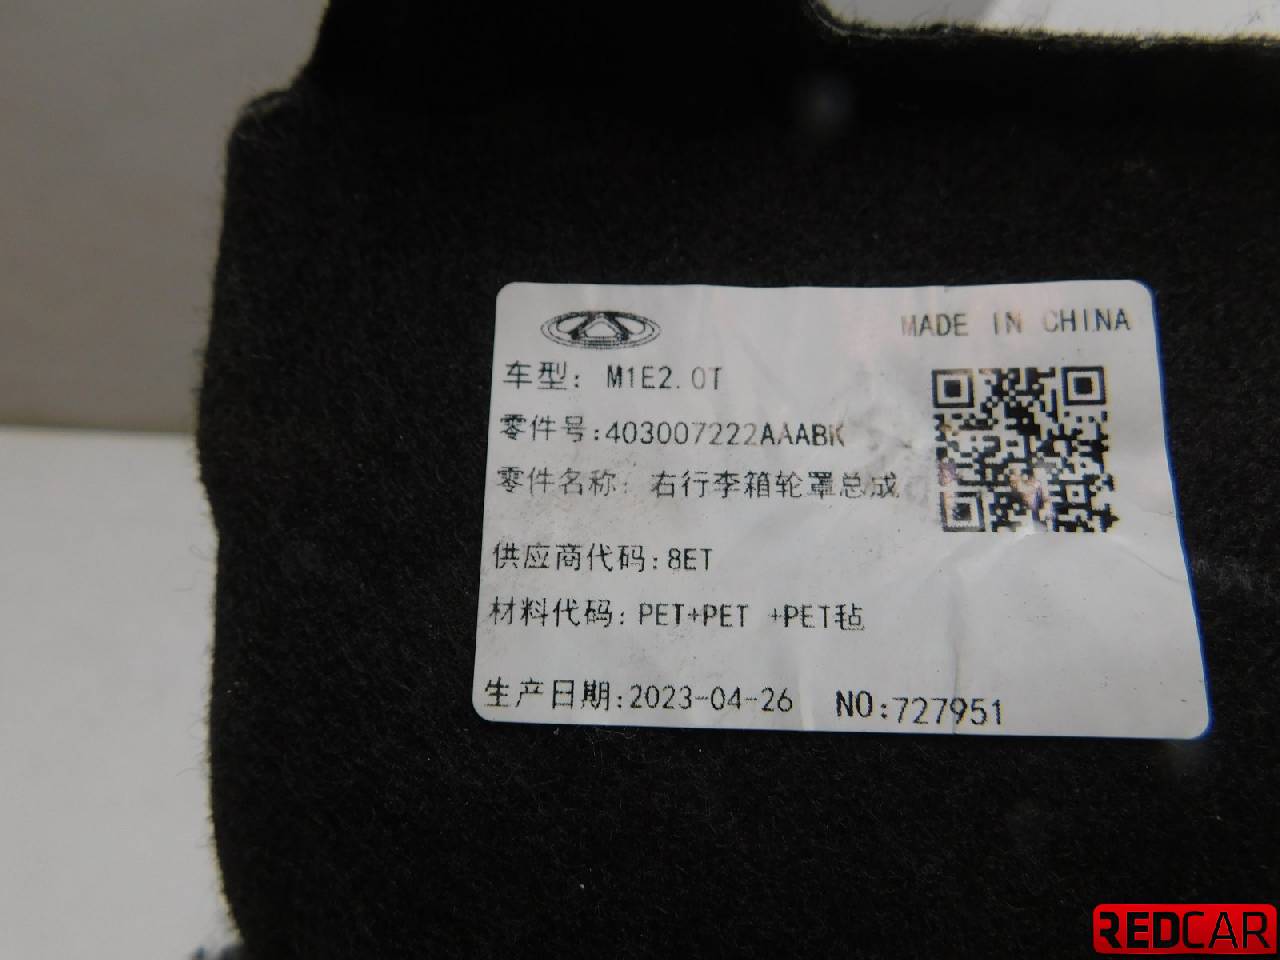 MADE IN CHINA
车型: M1E2.0T
零件号:403007222AAABK
零件名称: 右行李箱轮罩总成
供应商代码:8ET
材料代码: PET+PET +PET毡
生产日期:2023-04-26 NO:727951
REDCAR